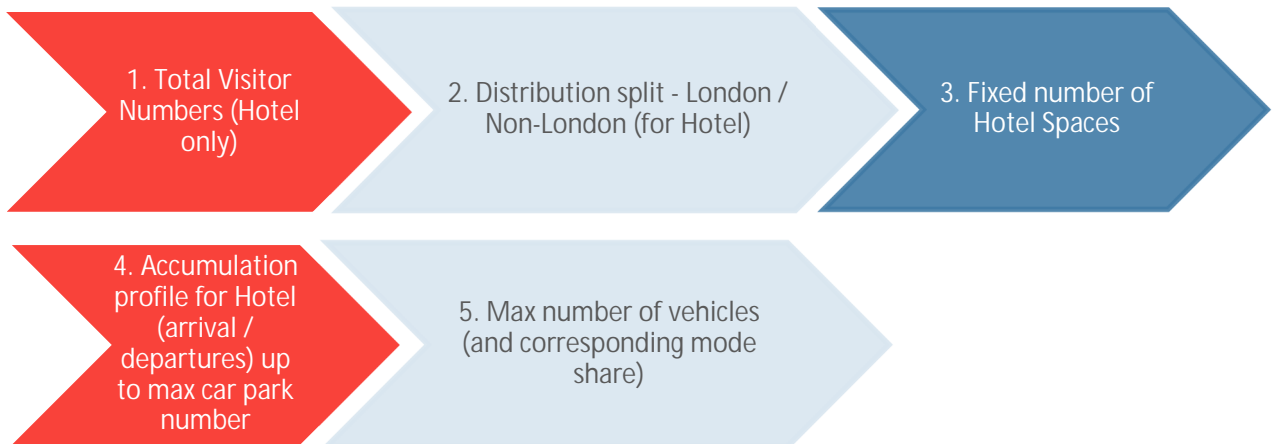 1. Total Visitor
Numbers (Hotel
only)
2. Distribution split - London /
Non-London (for Hotel)
3. Fixed number of
Hotel Spaces
4. Accumulation
profile for Hotel
(arrival /
departures) up
to max car park
number
5. Max number of vehicles
(and corresponding mode
share)